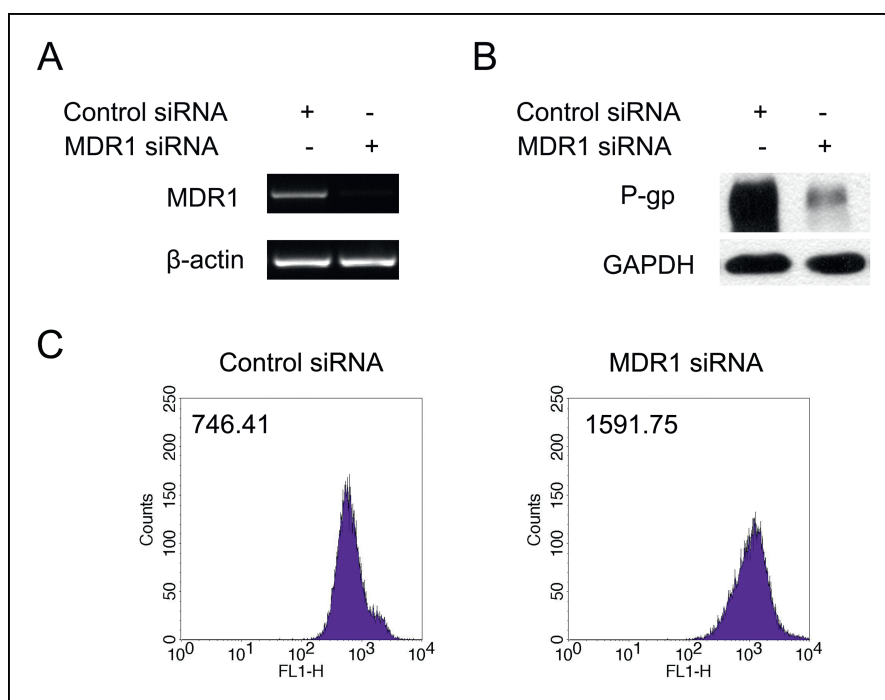 A
Control siRNA + -
MDR1 siRNA - +
MDR1
β-actin
B
Control siRNA + -
MDR1 siRNA - +
P-gp
GAPDH
C
Control siRNA
746.41
250
200
150
100
50
0
Counts
10⁰ 10¹ 10² 10³ 10⁴
FL1-H
MDR1 siRNA
1591.75
250
200
150
100
50
0
Counts
10⁰ 10¹ 10² 10³ 10⁴
FL1-H